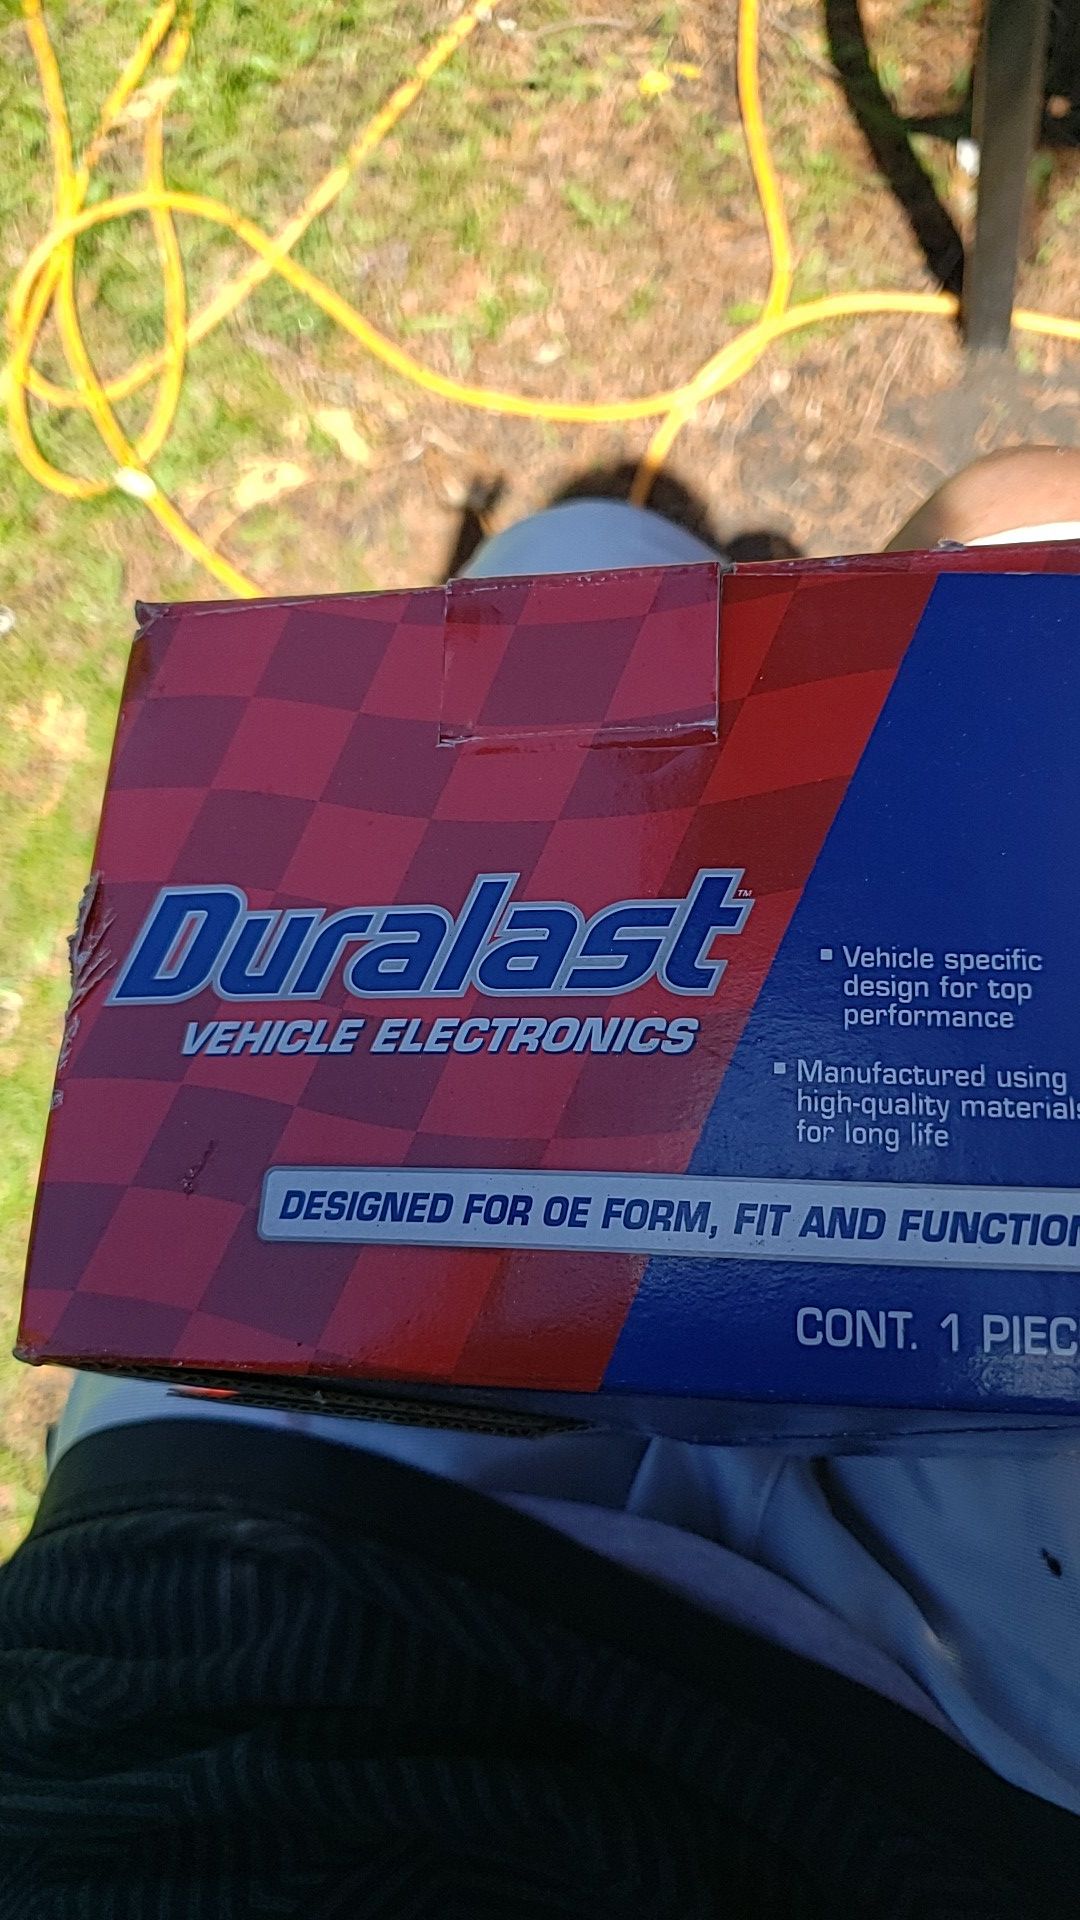 Duralast™
VEHICLE ELECTRONICS
▪ Vehicle specific
design for top
performance
▪ Manufactured using
high-quality materials
for long life
DESIGNED FOR OE FORM, FIT AND FUNCTION
CONT. 1 PIEC